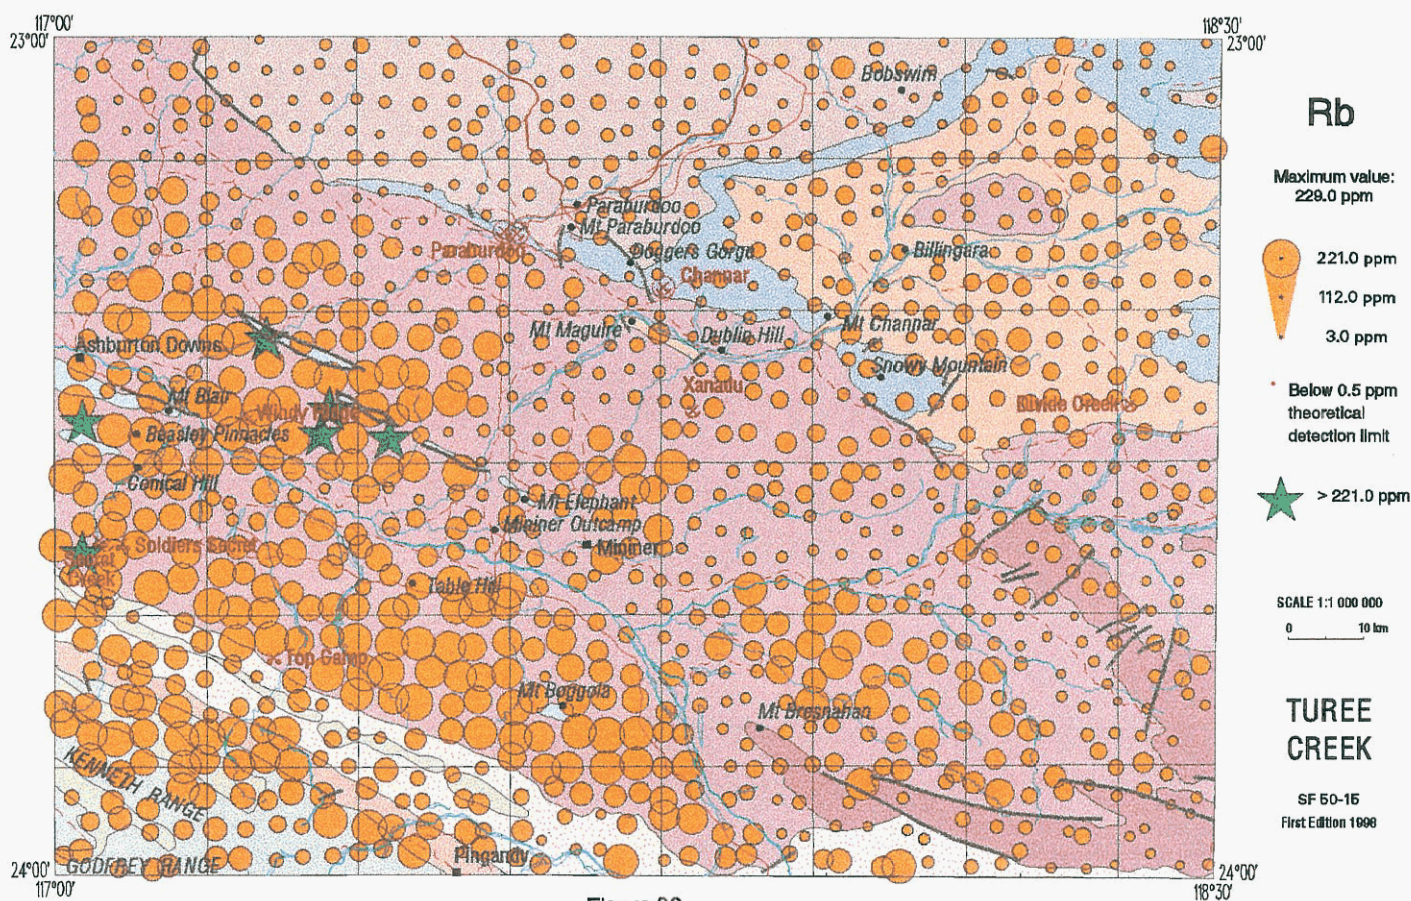 117°00'
118°30'
23°00'
23°00'
Bobswim
Rb
Maximum value:
229.0 ppm
Paraburdoo
Mt Paraburdoo
Paraburdoo
Doggers Gorge
Channar
Billingara
221.0 ppm
112.0 ppm
3.0 ppm
Mt Maguire
Dublin Hill
Mt Channar
Ashburton Downs
Snowy Mountain
Xanadu
Mt Blair
Windy Ridge
Divide Creek
Below 0.5 ppm
theoretical
detection limit
Beasley Pinnacles
Conical Hill
Mt Elephant
> 221.0 ppm
Mininer Outcamp
Mininer
Soldiers Secret
Secret
Creek
Table Hill
SCALE 1:1 000 000
0 10 km
Top Camp
Mt Boggola
Mt Bresnahan
TUREE
CREEK
KENNETH RANGE
SF 50-15
First Edition 1996
GODFREY RANGE
Pingandy
24°00'
24°00'
117°00'
118°30'